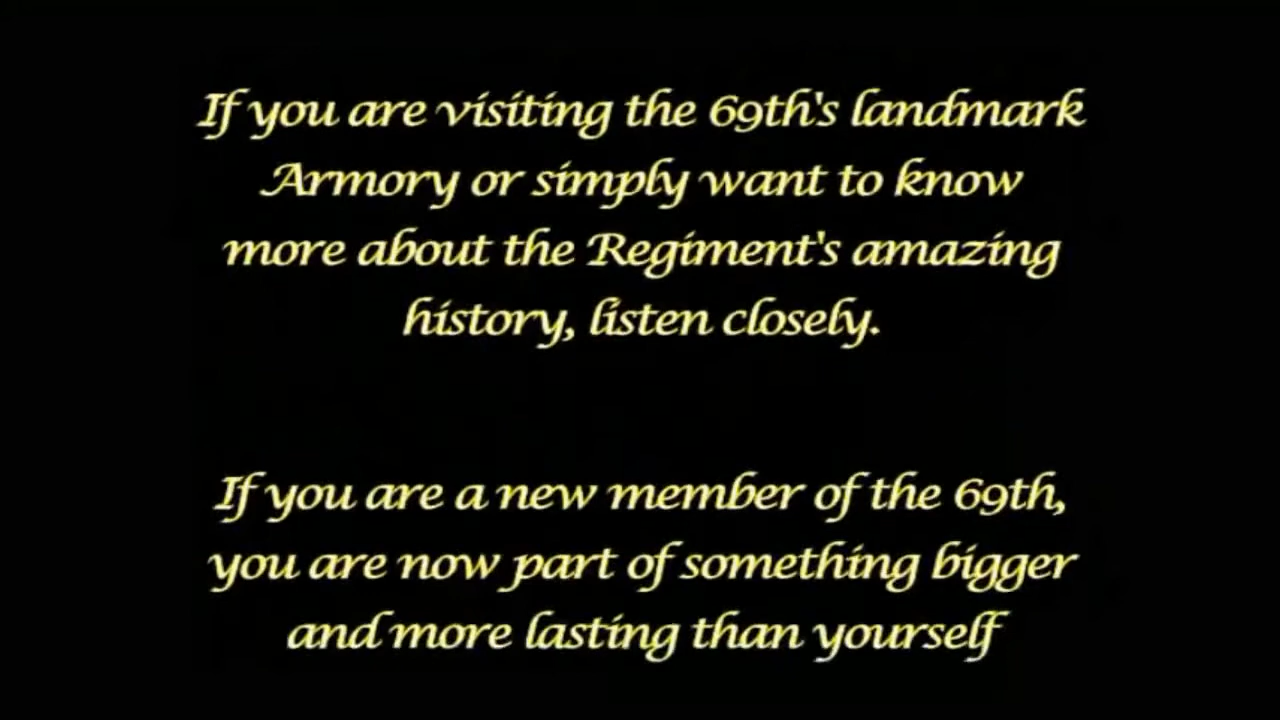 If you are visiting the 69th's landmark
Armory or simply want to know
more about the Regiment's amazing
history, listen closely.
If you are a new member of the 69th,
you are now part of something bigger
and more lasting than yourself